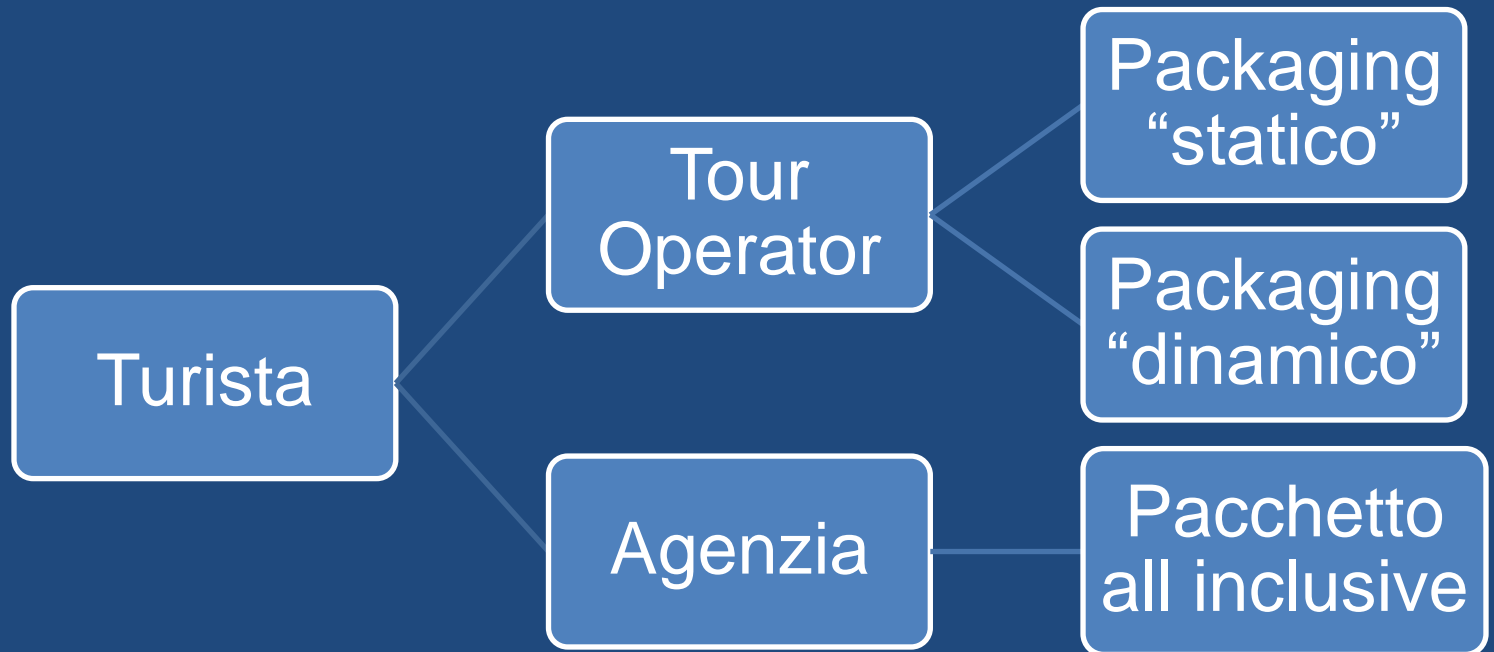 Turista
Tour
Operator
Agenzia
Packaging
“statico”
Packaging
“dinamico”
Pacchetto
all inclusive